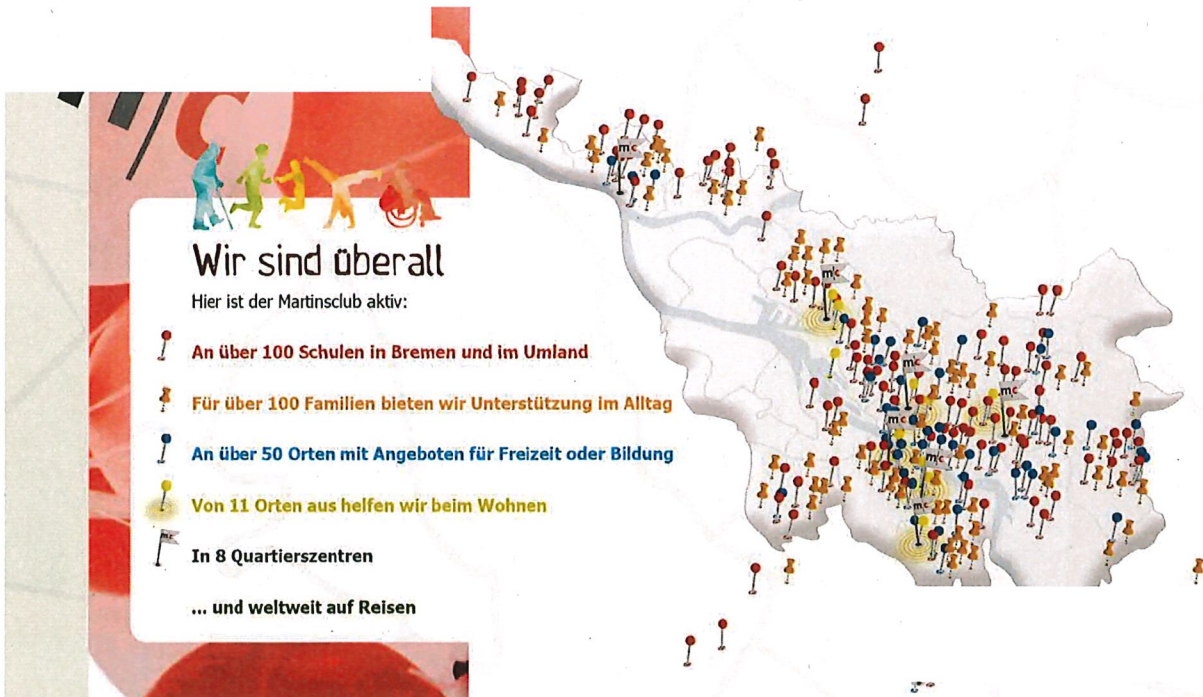 Wir sind überall
Hier ist der Martinsclub aktiv:
An über 100 Schulen in Bremen und im Umland
Für über 100 Familien bieten wir Unterstützung im Alltag
An über 50 Orten mit Angeboten für Freizeit oder Bildung
Von 11 Orten aus helfen wir beim Wohnen
m|c
In 8 Quartierszentren
... und weltweit auf Reisen
m|c
m|c
m|c
m|c
m|c
m|c
m|c